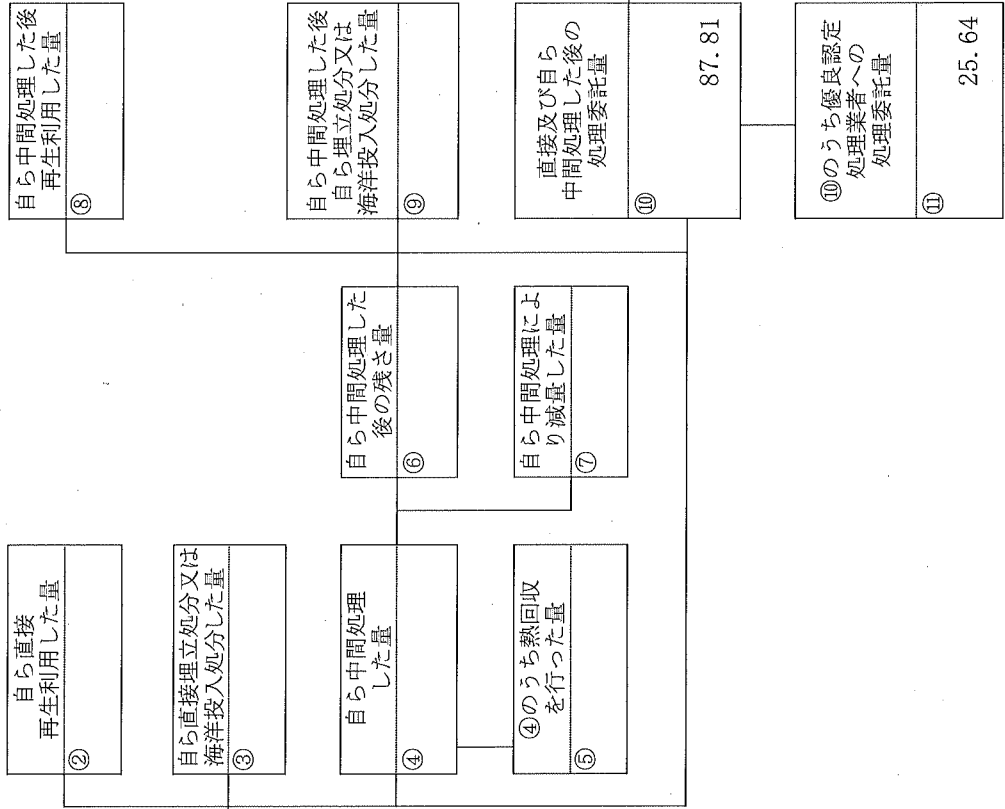 自ら直接
再生利用した量
②
自ら直接埋立処分又は
海洋投入処分した量
③
自ら中間処理
した量
④
④のうち熱回収
を行った量
⑤
自ら中間処理した
後の残さ量
⑥
自ら中間処理によ
り減量した量
⑦
自ら中間処理した後
再生利用した量
⑧
自ら中間処理した後
自ら埋立処分又は
海洋投入処分した量
⑨
直接及び自ら
中間処理した後の
処理委託量
⑩
87.81
⑩のうち優良認定
処理業者への
処理委託量
⑪
25.64